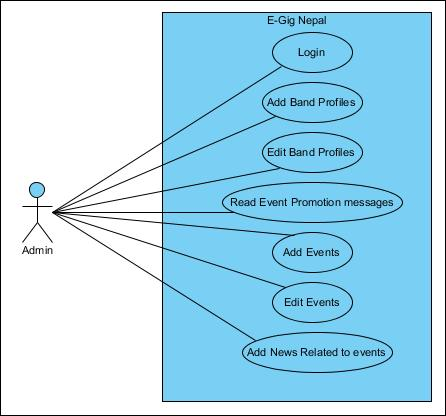 E-Gig Nepal
Login
Add Band Profiles
Edit Band Profiles
Read Event Promotion messages
Add Events
Edit Events
Add News Related to events
Admin